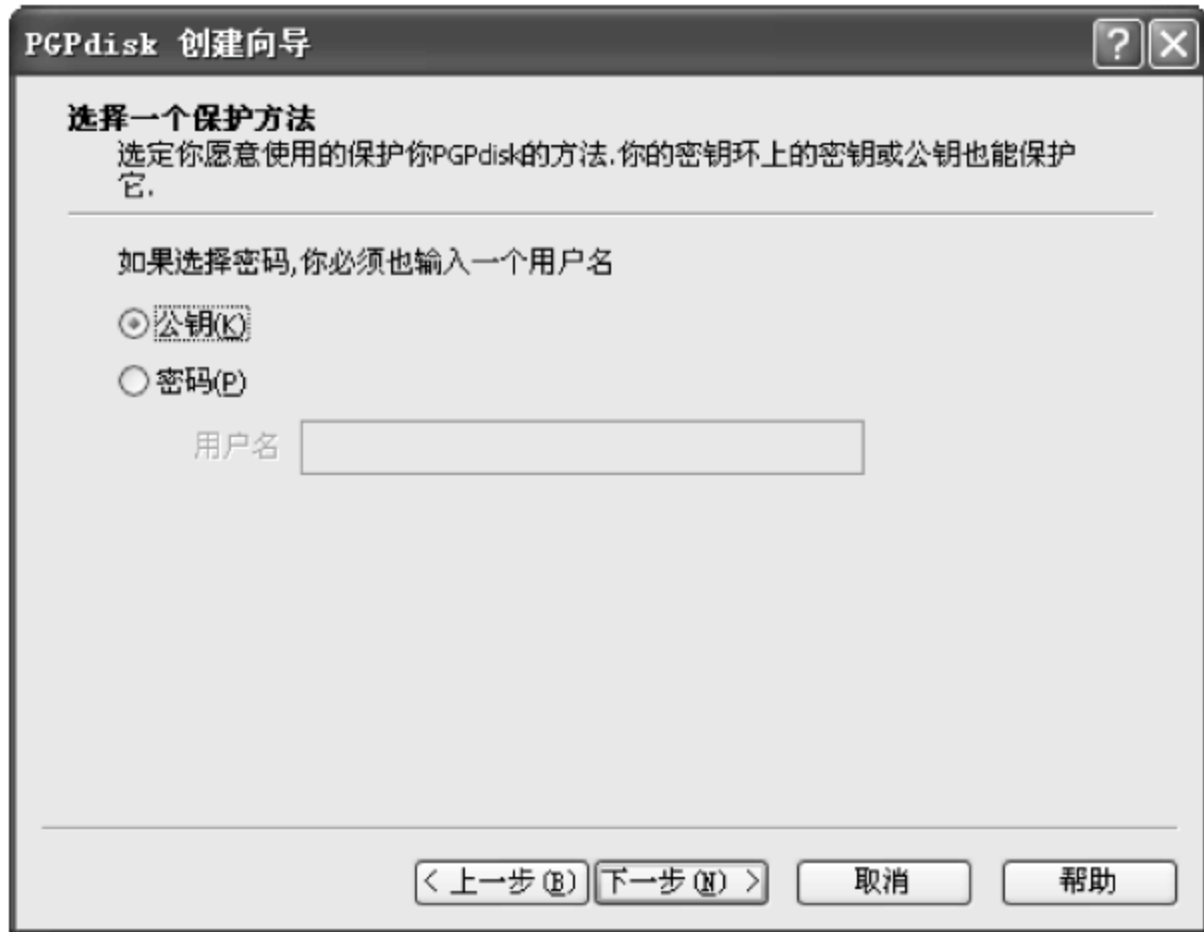 PGPdisk 创建向导
选择一个保护方法
选定你愿意使用的保护你PGPdisk的方法.你的密钥环上的密钥或公钥也能保护
它.
如果选择密码,你必须也输入一个用户名
公钥(K)
密码(P)
用户名
< 上一步(B) 下一步(N) > 取消 帮助